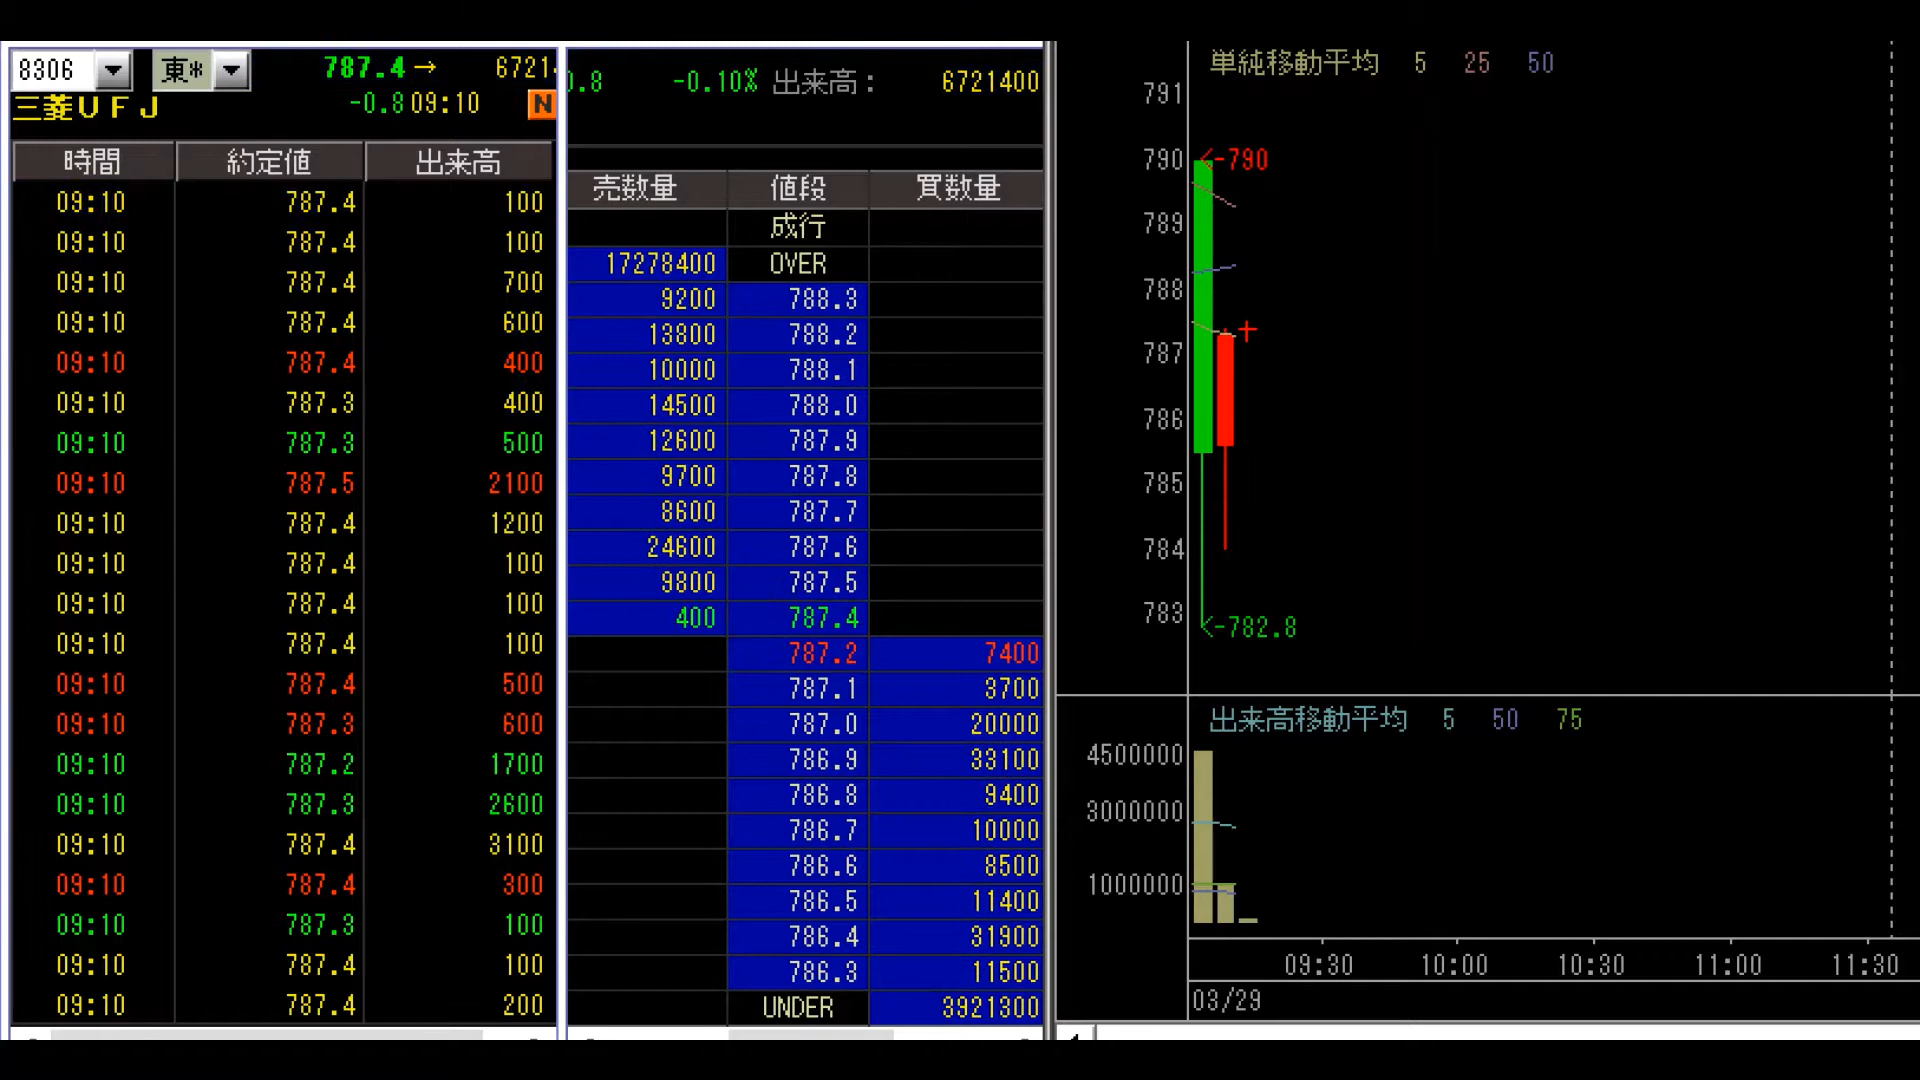 8306 東* 787.4→ 6721
三菱UFJ -0.8 09:10 N
時間 約定値 出来高
09:10 787.4 100
09:10 787.4 100
09:10 787.4 700
09:10 787.4 600
09:10 787.4 400
09:10 787.3 400
09:10 787.3 500
09:10 787.5 2100
09:10 787.4 1200
09:10 787.4 100
09:10 787.4 100
09:10 787.4 100
09:10 787.4 500
09:10 787.3 600
09:10 787.2 1700
09:10 787.3 2600
09:10 787.4 3100
09:10 787.4 300
09:10 787.3 100
09:10 787.4 100
09:10 787.4 200
0.8 -0.10% 出来高: 6721400
売数量 値段 買数量
成行
17278400 OVER
9200 788.3
13800 788.2
10000 788.1
14500 788.0
12600 787.9
9700 787.8
8600 787.7
24600 787.6
9800 787.5
400 787.4
787.2 7400
787.1 3700
787.0 20000
786.9 33100
786.8 9400
786.7 10000
786.6 8500
786.5 11400
786.4 31900
786.3 11500
UNDER 3921300
単純移動平均 5 25 50
791
790 <-790
789
788
787
786
785
784
783 <-782.8
出来高移動平均 5 50 75
4500000
3000000
1000000
09:30 10:00 10:30 11:00 11:30
03/29